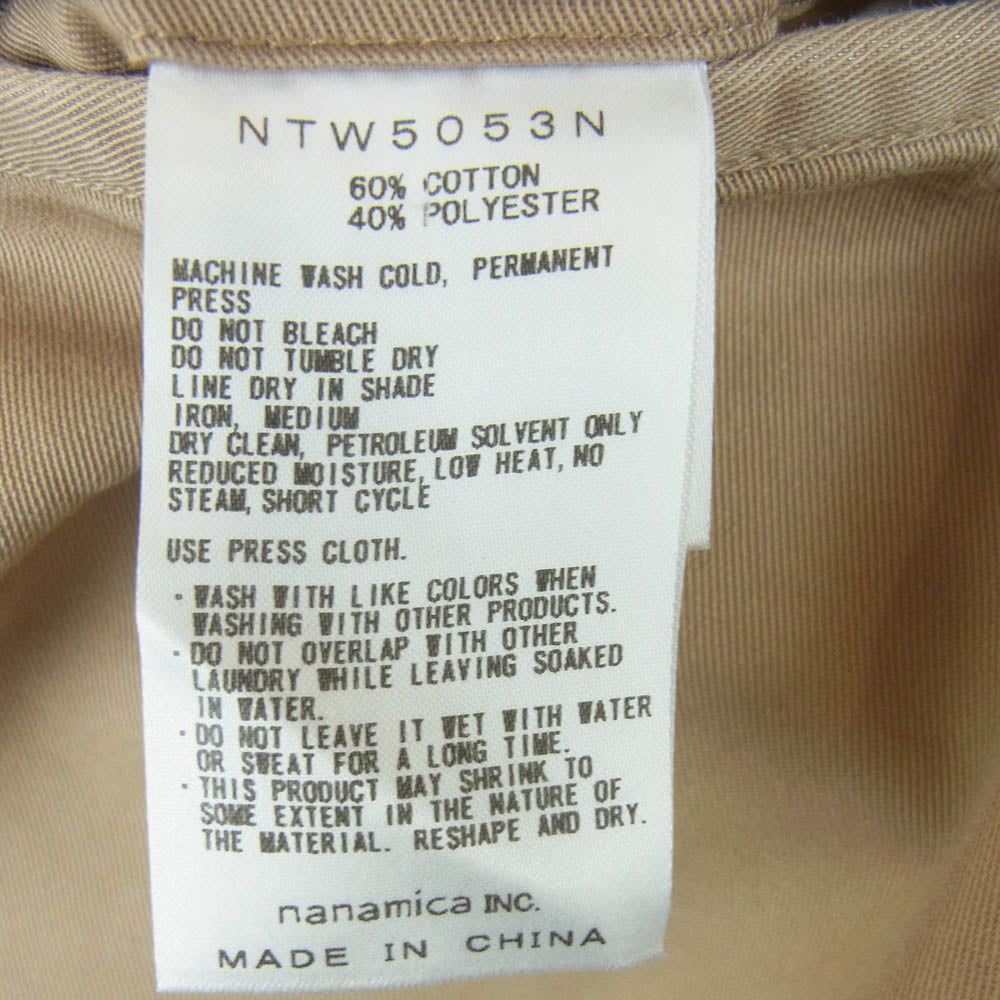 NTW5053N
60% COTTON
40% POLYESTER
MACHINE WASH COLD, PERMANENT
PRESS
DO NOT BLEACH
DO NOT TUMBLE DRY
LINE DRY IN SHADE
IRON, MEDIUM
DRY CLEAN, PETROLEUM SOLVENT ONLY
REDUCED MOISTURE, LOW HEAT, NO
STEAM, SHORT CYCLE
USE PRESS CLOTH.
・WASH WITH LIKE COLORS WHEN
WASHING WITH OTHER PRODUCTS.
・DO NOT OVERLAP WITH OTHER
LAUNDRY WHILE LEAVING SOAKED
IN WATER.
・DO NOT LEAVE IT WET WITH WATER
OR SWEAT FOR A LONG TIME.
・THIS PRODUCT MAY SHRINK TO
SOME EXTENT IN THE NATURE OF
THE MATERIAL. RESHAPE AND DRY.
nanamica INC.
MADE IN CHINA